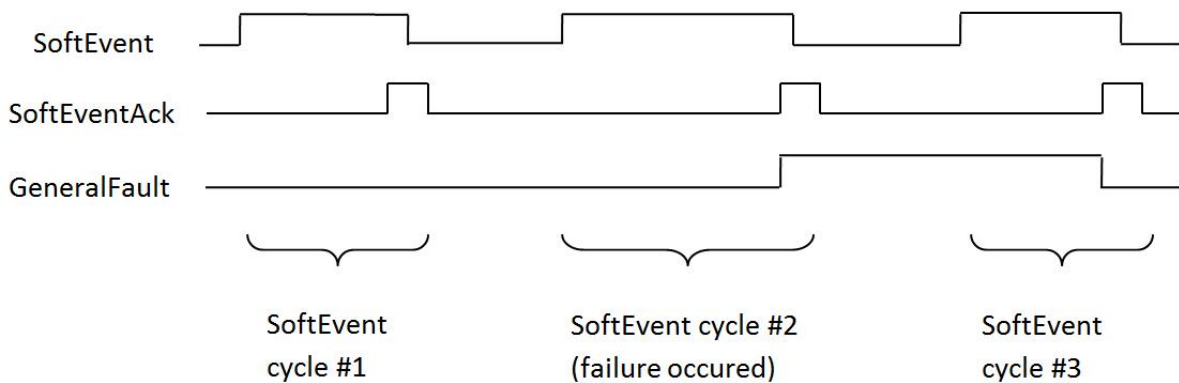 SoftEvent
SoftEventAck
GeneralFault
SoftEvent
cycle #1
SoftEvent cycle #2
(failure occured)
SoftEvent
cycle #3